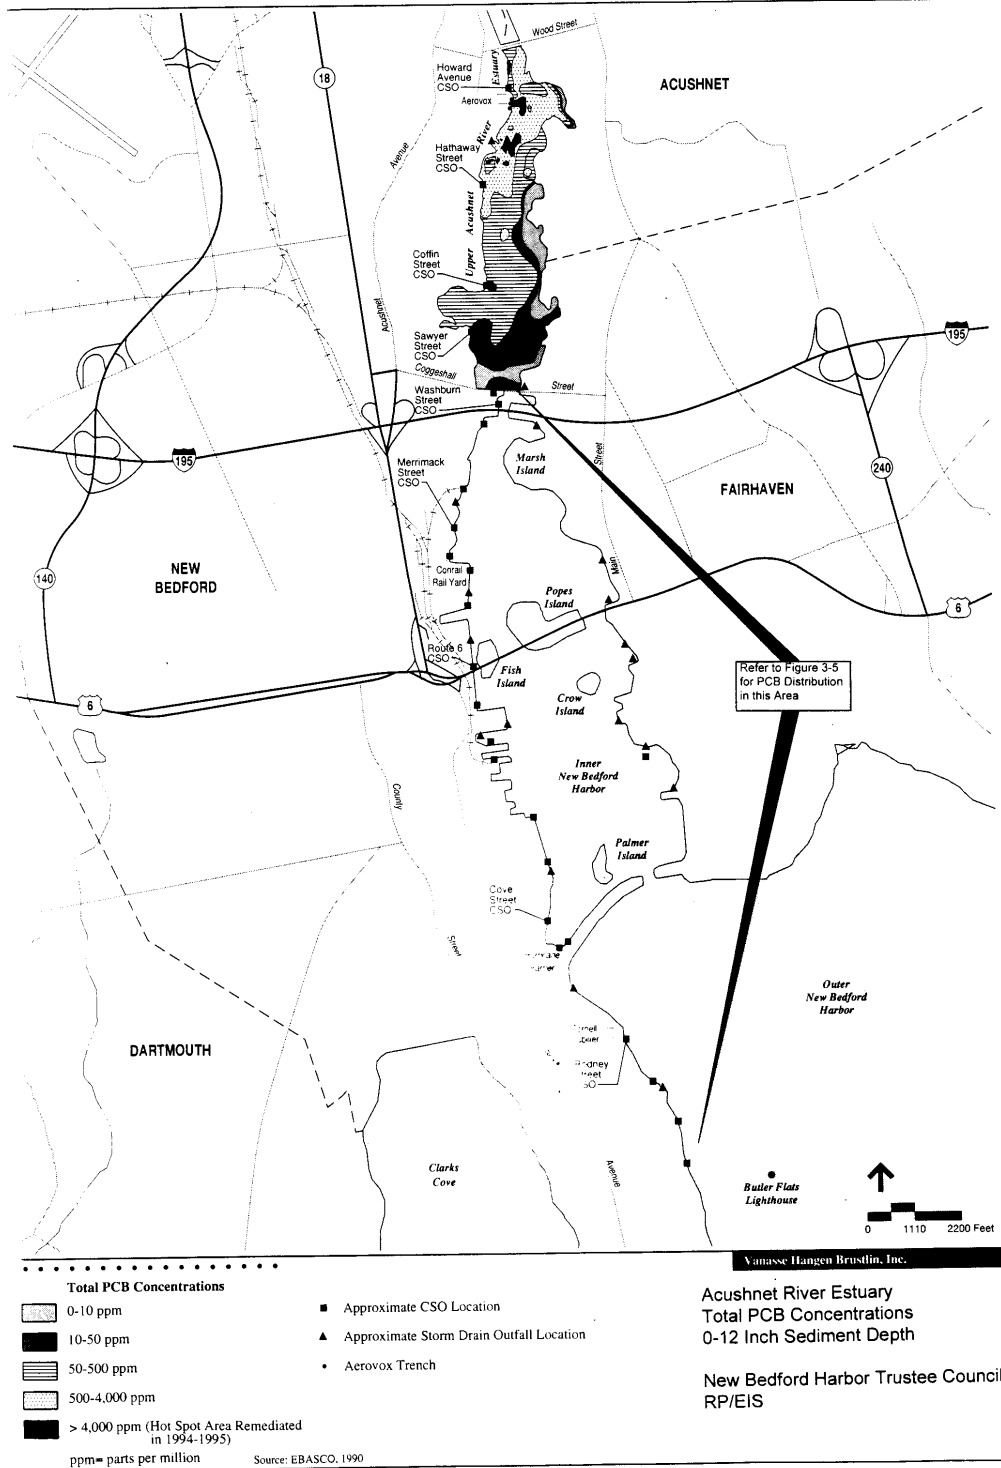 Wood Street
18
Howard
Avenue
CSO
Estuary
Aerovox
ACUSHNET
River
Avenue
Hathaway
Street
CSO
Acushnet
Coffin
Street
CSO
Upper
Acushnet
Sawyer
Street
CSO
195
Coggeshall
Street
Washburn
Street
CSO
195
Merrimack
Street
CSO
Marsh
Island
Street
240
FAIRHAVEN
140
NEW
BEDFORD
Conrail
Rail Yard
Main
Popes
Island
6
Route 6
CSO
Fish
Island
Refer to Figure 3-5
for PCB Distribution
in this Area
6
Crow
Island
Inner
New Bedford
Harbor
County
Palmer
Island
Cove
Street
CSO
Street
Outer
New Bedford
Harbor
DARTMOUTH
Clarks
Cove
Avenue
Butler Flats
Lighthouse
0 1110 2200 Feet
Vanasse Hangen Brustlin, Inc.
Total PCB Concentrations
0-10 ppm
10-50 ppm
50-500 ppm
500-4,000 ppm
> 4,000 ppm (Hot Spot Area Remediated
in 1994-1995)
ppm= parts per million
Source: EBASCO, 1990
Approximate CSO Location
Approximate Storm Drain Outfall Location
Aerovox Trench
Acushnet River Estuary
Total PCB Concentrations
0-12 Inch Sediment Depth
New Bedford Harbor Trustee Council
RP/EIS